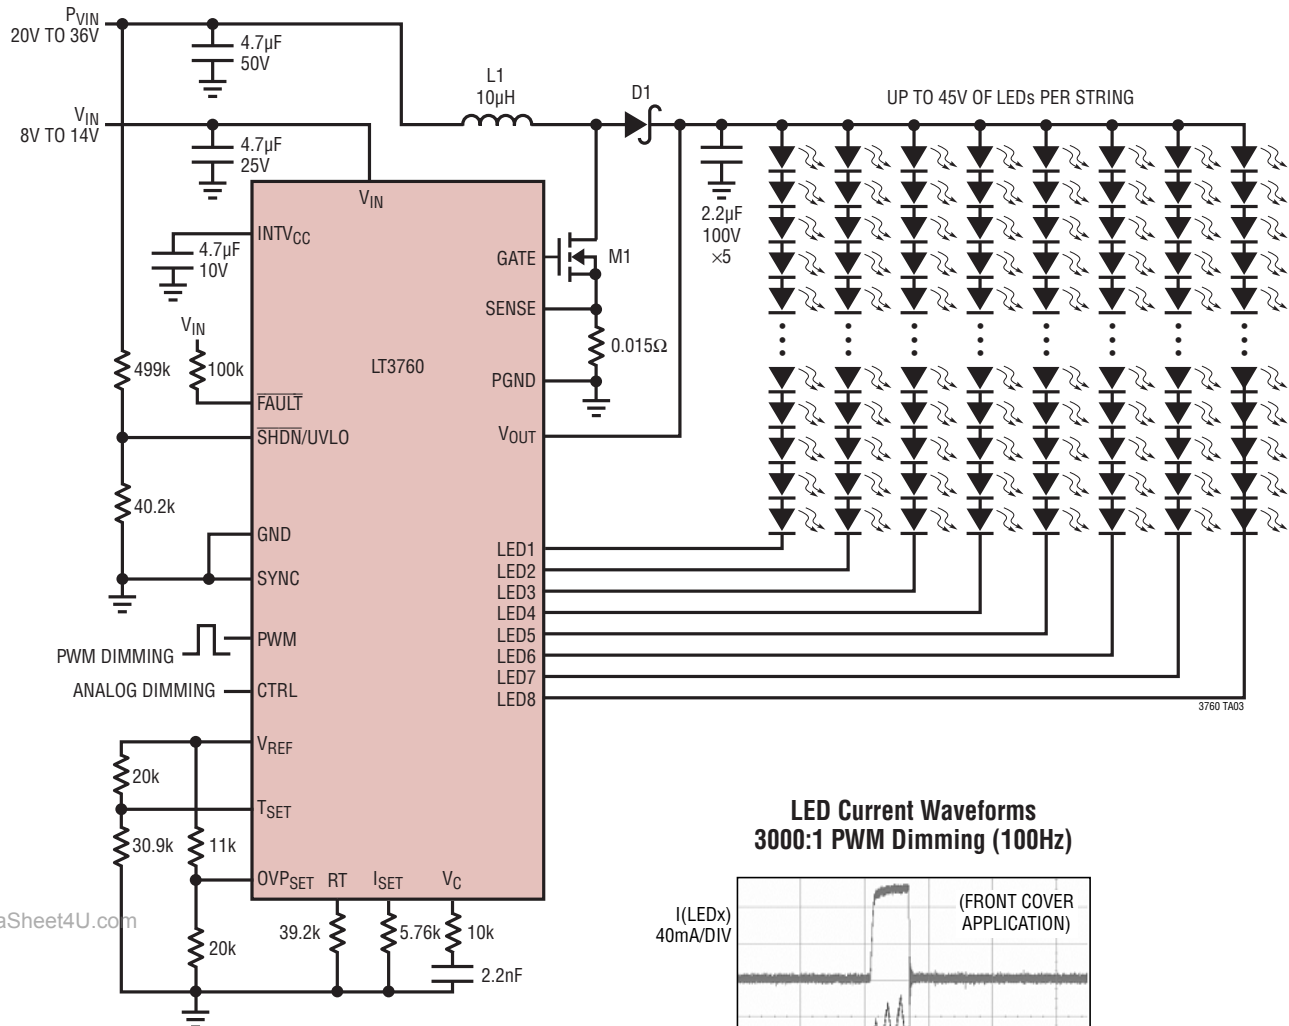 PVIN
20V TO 36V
4.7µF
50V
L1
10µH
D1
UP TO 45V OF LEDs PER STRING
VIN
8V TO 14V
4.7µF
25V
VIN
2.2µF
100V
×5
INTVCC
4.7µF
10V
GATE
M1
SENSE
VIN
0.015Ω
499k
100k
LT3760
PGND
FAULT
SHDN/UVLO
VOUT
40.2k
GND
LED1
LED2
SYNC
LED3
LED4
PWM
LED5
PWM DIMMING
LED6
LED7
ANALOG DIMMING
CTRL
LED8
3760 TA03
VREF
20k
TSET
30.9k
11k
OVPSET
RT
ISET
VC
aSheet4U.com
39.2k
5.76k
10k
20k
2.2nF
LED Current Waveforms
3000:1 PWM Dimming (100Hz)
I(LEDx)
40mA/DIV
(FRONT COVER
APPLICATION)